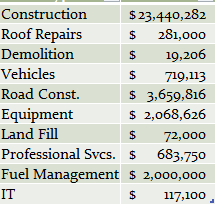 Construction $23,440,282
Roof Repairs $ 281,000
Demolition $ 19,206
Vehicles $ 719,113
Road Const. $ 3,659,816
Equipment $ 2,068,626
Land Fill $ 72,000
Professional Svcs. $ 683,750
Fuel Management $ 2,000,000
IT $ 117,100